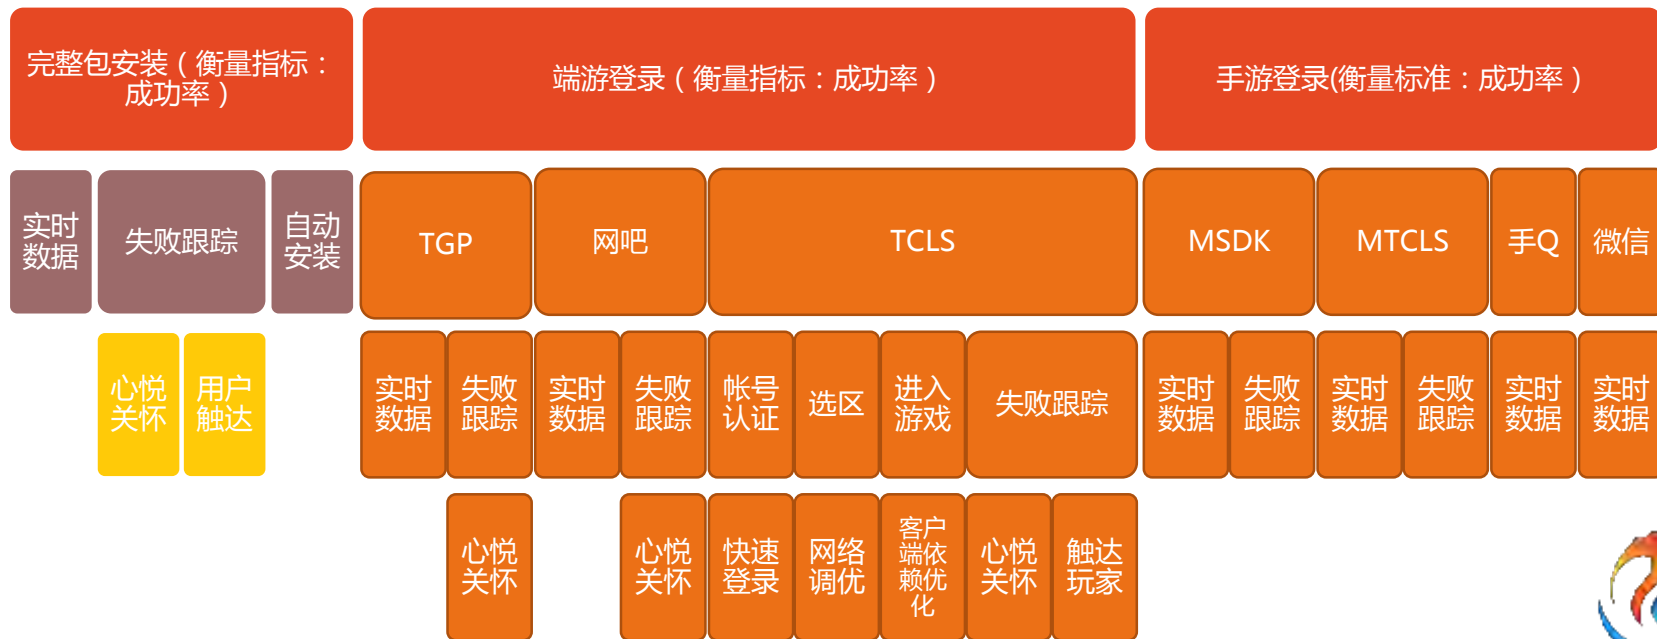 完整包安装（衡量指标：
成功率）
端游登录（衡量指标：成功率）
手游登录(衡量标准：成功率）
实时
数据
失败跟踪
自动
安装
TGP
网吧
TCLS
MSDK
MTCLS
手Q
微信
心悦
关怀
用户
触达
实时
数据
失败
跟踪
实时
数据
失败
跟踪
帐号
认证
选区
进入
游戏
失败跟踪
实时
数据
失败
跟踪
实时
数据
失败
跟踪
实时
数据
实时
数据
心悦
关怀
心悦
关怀
快速
登录
网络
调优
客户
端依
赖优
化
心悦
关怀
触达
玩家